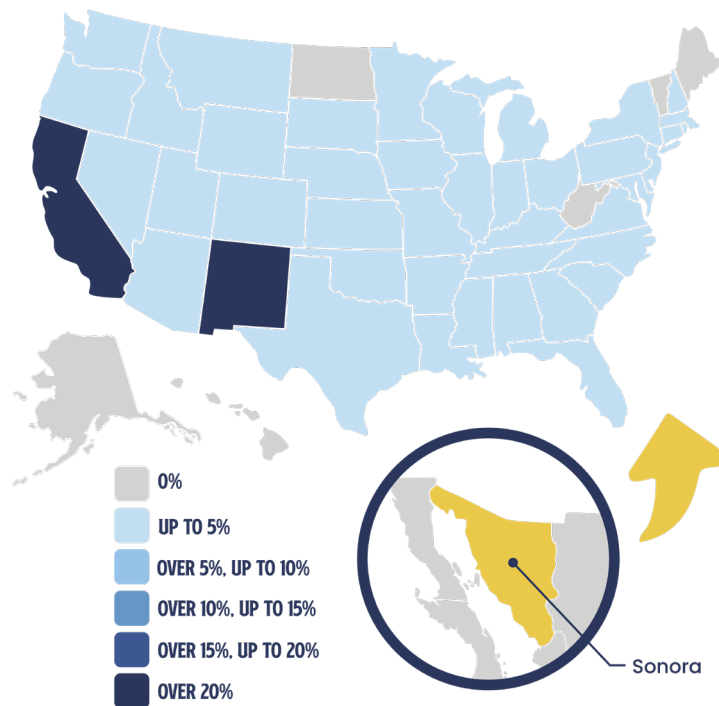 0%
UP TO 5%
OVER 5%, UP TO 10%
OVER 10%, UP TO 15%
OVER 15%, UP TO 20%
OVER 20%
Sonora